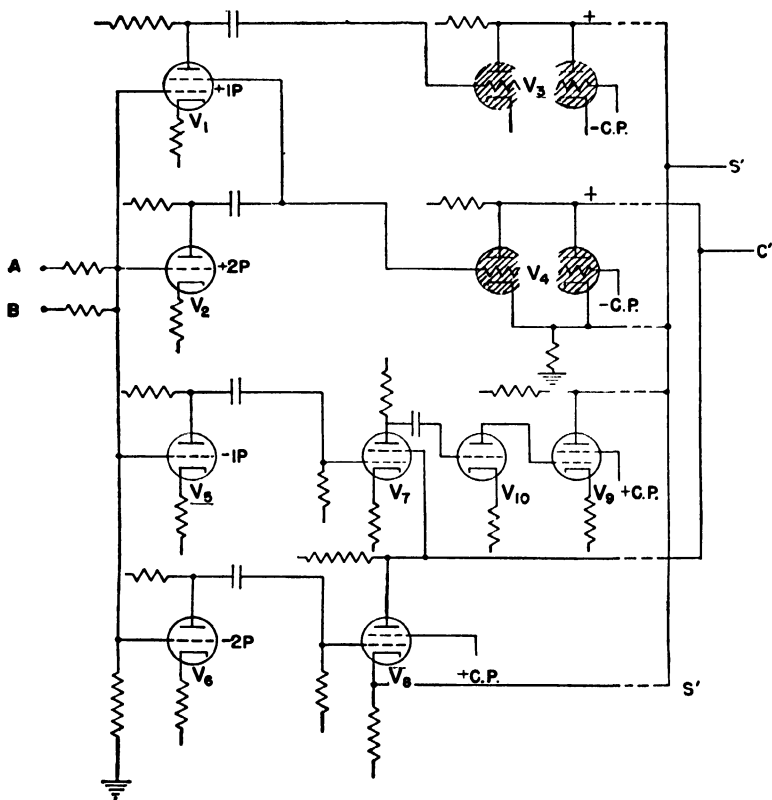 +
+1P
V1
V3
-C.P.
S'
+
A
+2P
V2
V4
C'
B
-C.P.
-1P
V5
V7
V10
V9
+C.P.
-2P
V6
V8
+C.P.
S'